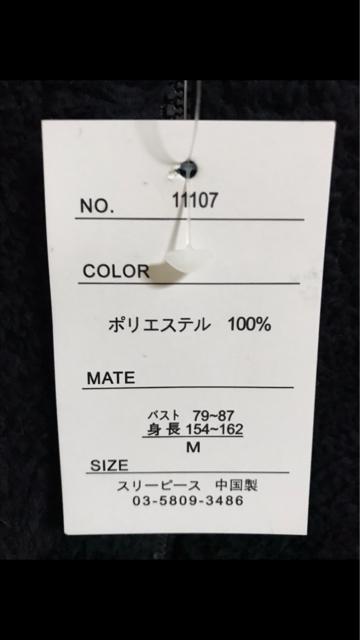 NO. 11107
COLOR
ポリエステル 100%
MATE
バスト 79~87
身長 154~162
M
SIZE
スリーピース 中国製
03-5809-3486